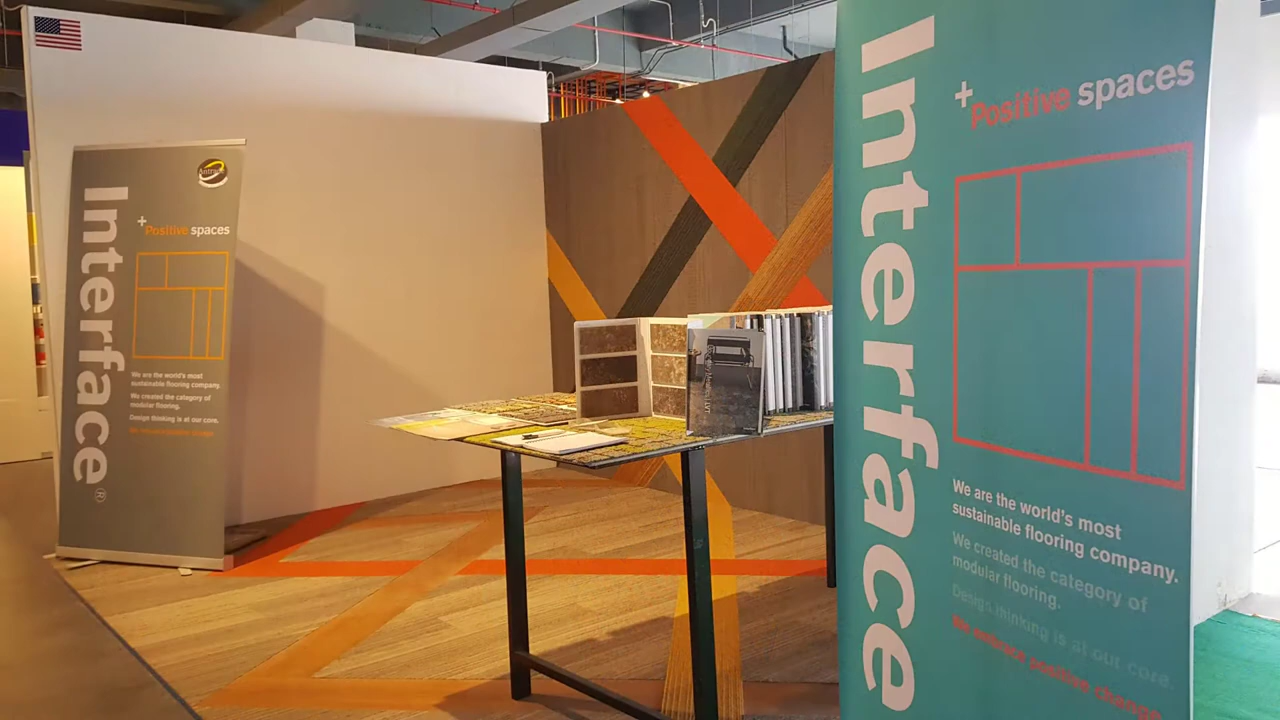 Interface®
+Positive spaces
We are the world's most
sustainable flooring company.
We created the category of
modular flooring.
Design thinking is at our core.
Interface
+Positive spaces
We are the world's most
sustainable flooring company.
We created the category of
modular flooring.
Design thinking is at our core.
We embrace positive change.